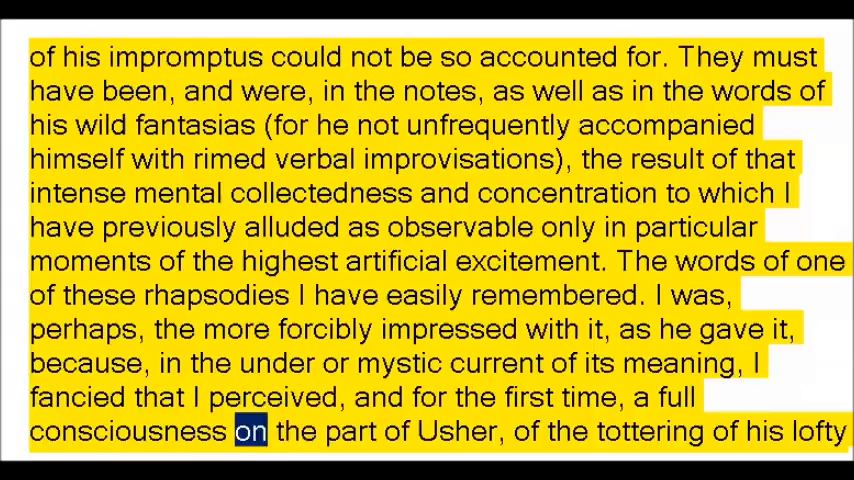 of his impromptus could not be so accounted for. They must
have been, and were, in the notes, as well as in the words of
his wild fantasias (for he not unfrequently accompanied
himself with rimed verbal improvisations), the result of that
intense mental collectedness and concentration to which I
have previously alluded as observable only in particular
moments of the highest artificial excitement. The words of one
of these rhapsodies I have easily remembered. I was,
perhaps, the more forcibly impressed with it, as he gave it,
because, in the under or mystic current of its meaning, I
fancied that I perceived, and for the first time, a full
consciousness on the part of Usher, of the tottering of his lofty